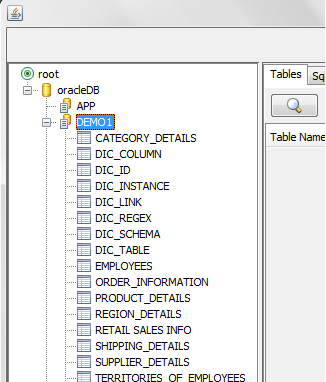 root
Tables
Sq
oracleDB
APP
DEMO1
Table Name
CATEGORY_DETAILS
DIC_COLUMN
DIC_ID
DIC_INSTANCE
DIC_LINK
DIC_REGEX
DIC_SCHEMA
DIC_TABLE
EMPLOYEES
ORDER_INFORMATION
PRODUCT_DETAILS
REGION_DETAILS
RETAIL SALES INFO
SHIPPING_DETAILS
SUPPLIER_DETAILS
TERRITORIES_OF_EMPLOYEES